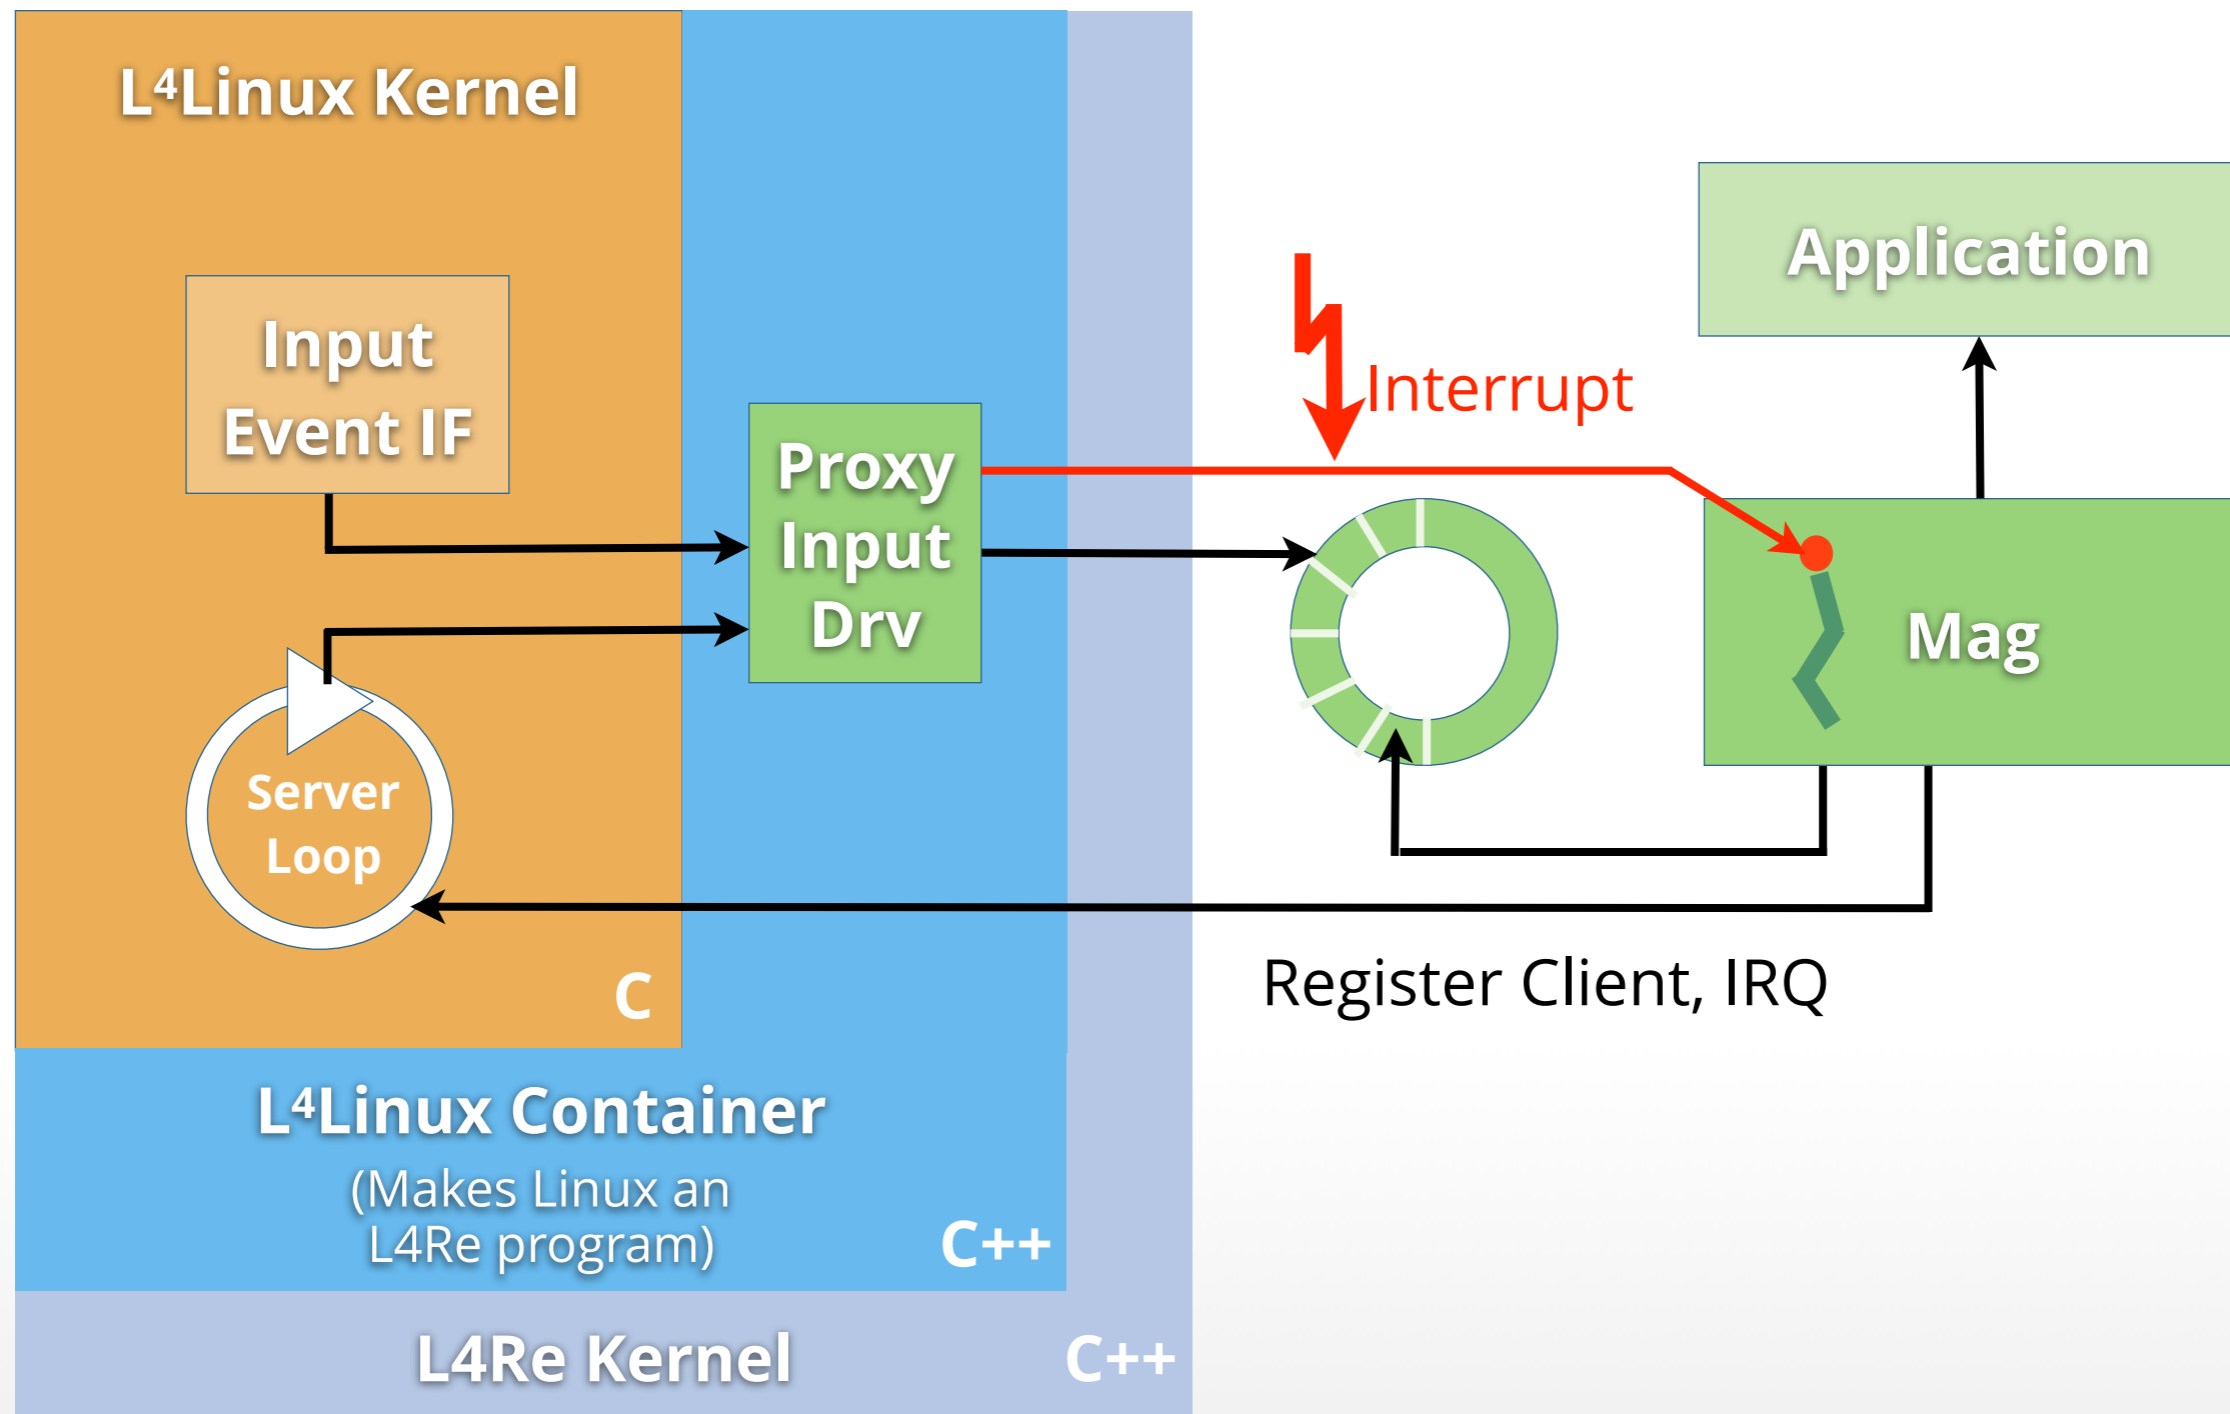 L⁴Linux Kernel
Input
Event IF
Proxy
Input
Drv
Interrupt
Application
Mag
Server
Loop
C
Register Client, IRQ
L⁴Linux Container
(Makes Linux an
L4Re program)
C++
L4Re Kernel
C++